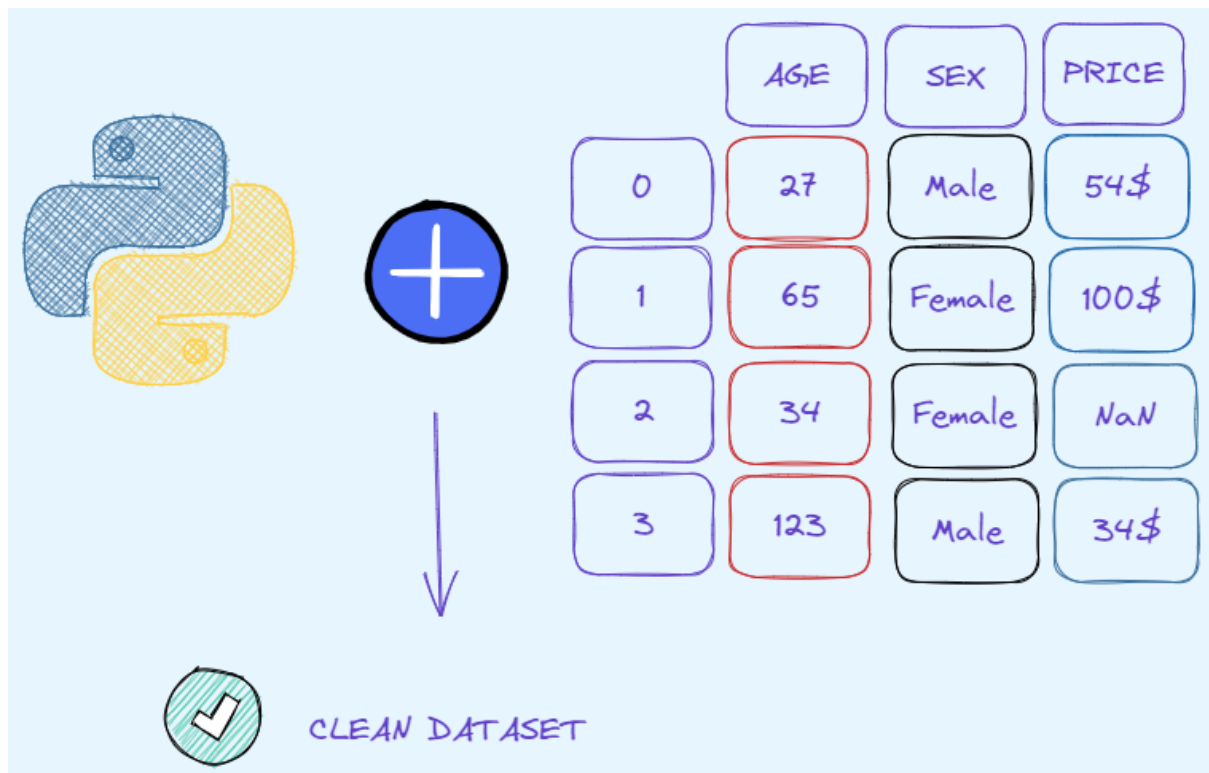 AGE SEX PRICE
0 27 Male 54$
1 65 Female 100$
2 34 Female NaN
3 123 Male 34$
CLEAN DATASET